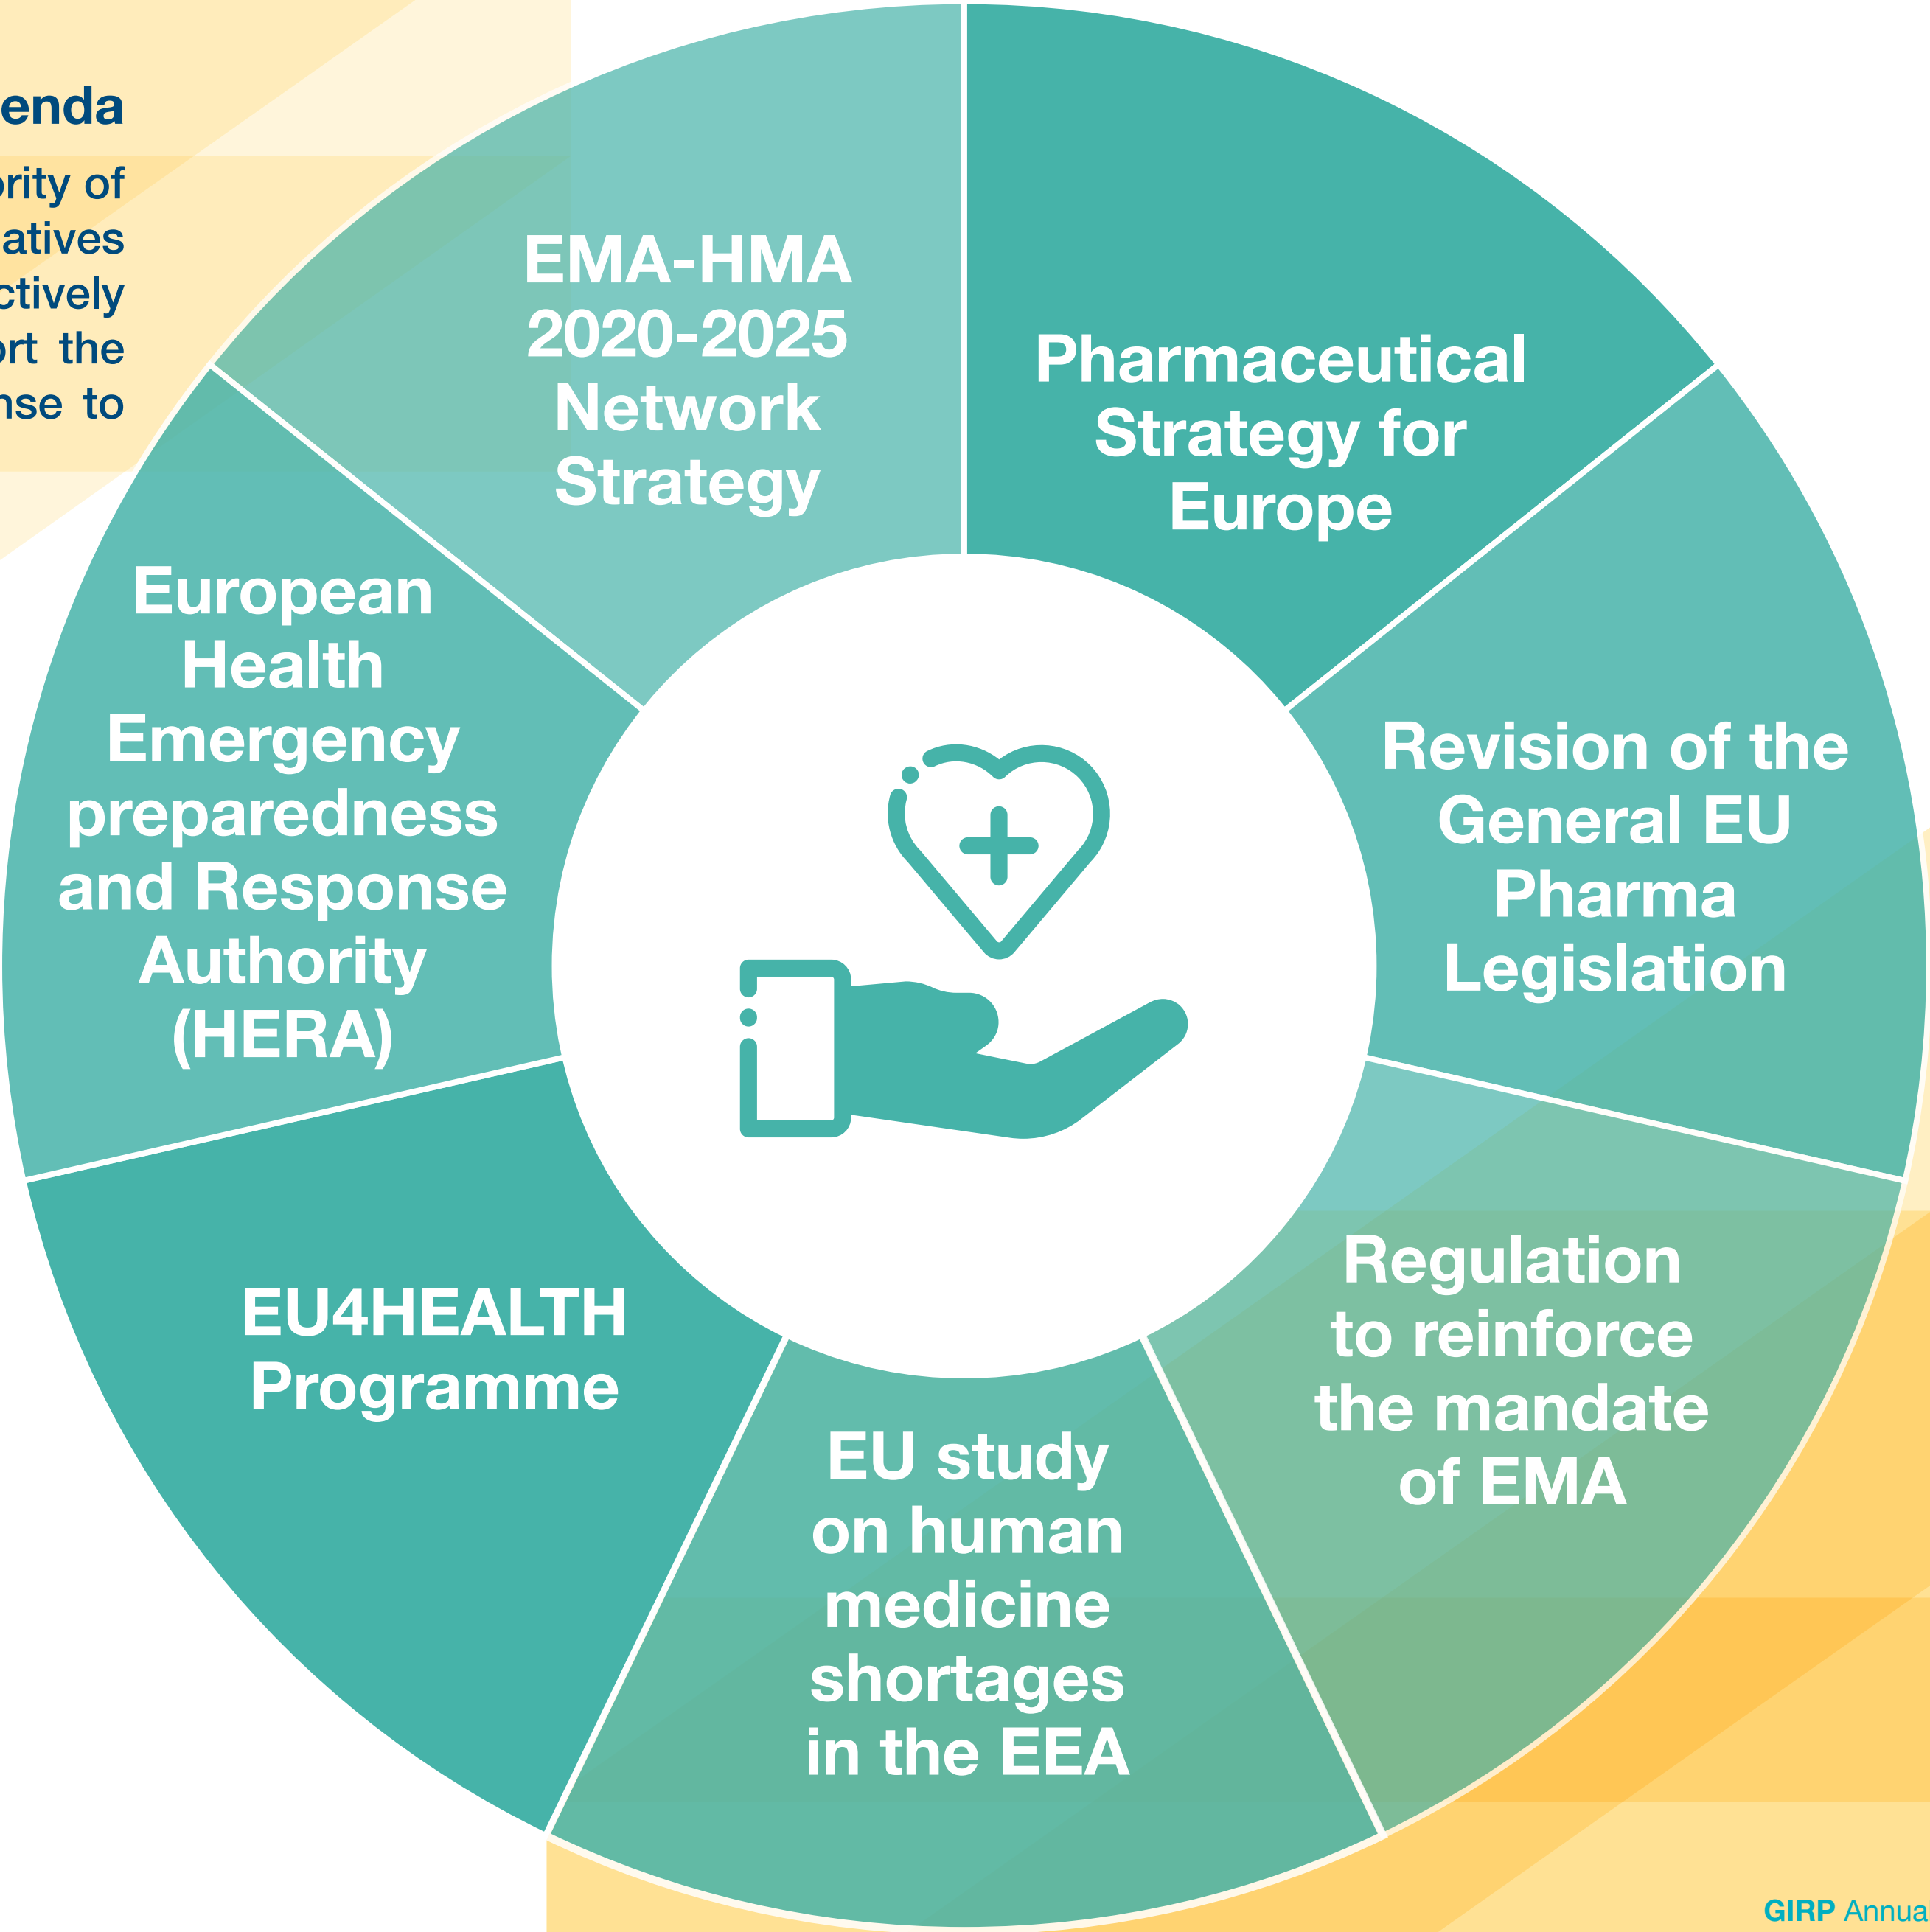 enda
rity of
atives
ctively
ort the
nse to
EMA-HMA
2020-2025
Network
Strategy
Pharmaceutical
Strategy for
Europe
Revision of the
General EU
Pharma
Legislation
Regulation
to reinforce
the mandate
of EMA
EU study
on human
medicine
shortages
in the EEA
EU4HEALTH
Programme
European
Health
Emergency
preparedness
and Response
Authority
(HERA)
GIRP Annua